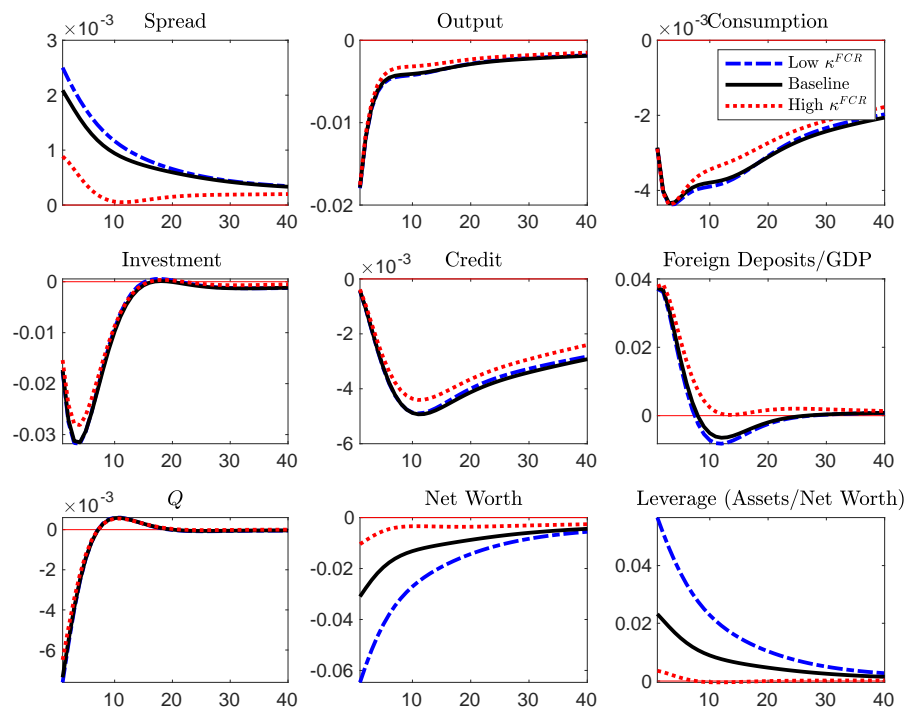 Spread
Output
Consumption
×10⁻³
×10⁻³
3
2
1
0
10 20 30 40
0
-0.01
-0.02
10 20 30 40
-2
-4
10 20 30 40
Low κ^FCR
Baseline
High κ^FCR
Investment
Credit
Foreign Deposits/GDP
0
-0.01
-0.02
-0.03
10 20 30 40
×10⁻³
0
-2
-4
-6
10 20 30 40
0.04
0.02
0
10 20 30 40
Q
Net Worth
Leverage (Assets/Net Worth)
×10⁻³
0
-2
-4
-6
10 20 30 40
0
-0.02
-0.04
-0.06
10 20 30 40
0.04
0.02
0
10 20 30 40